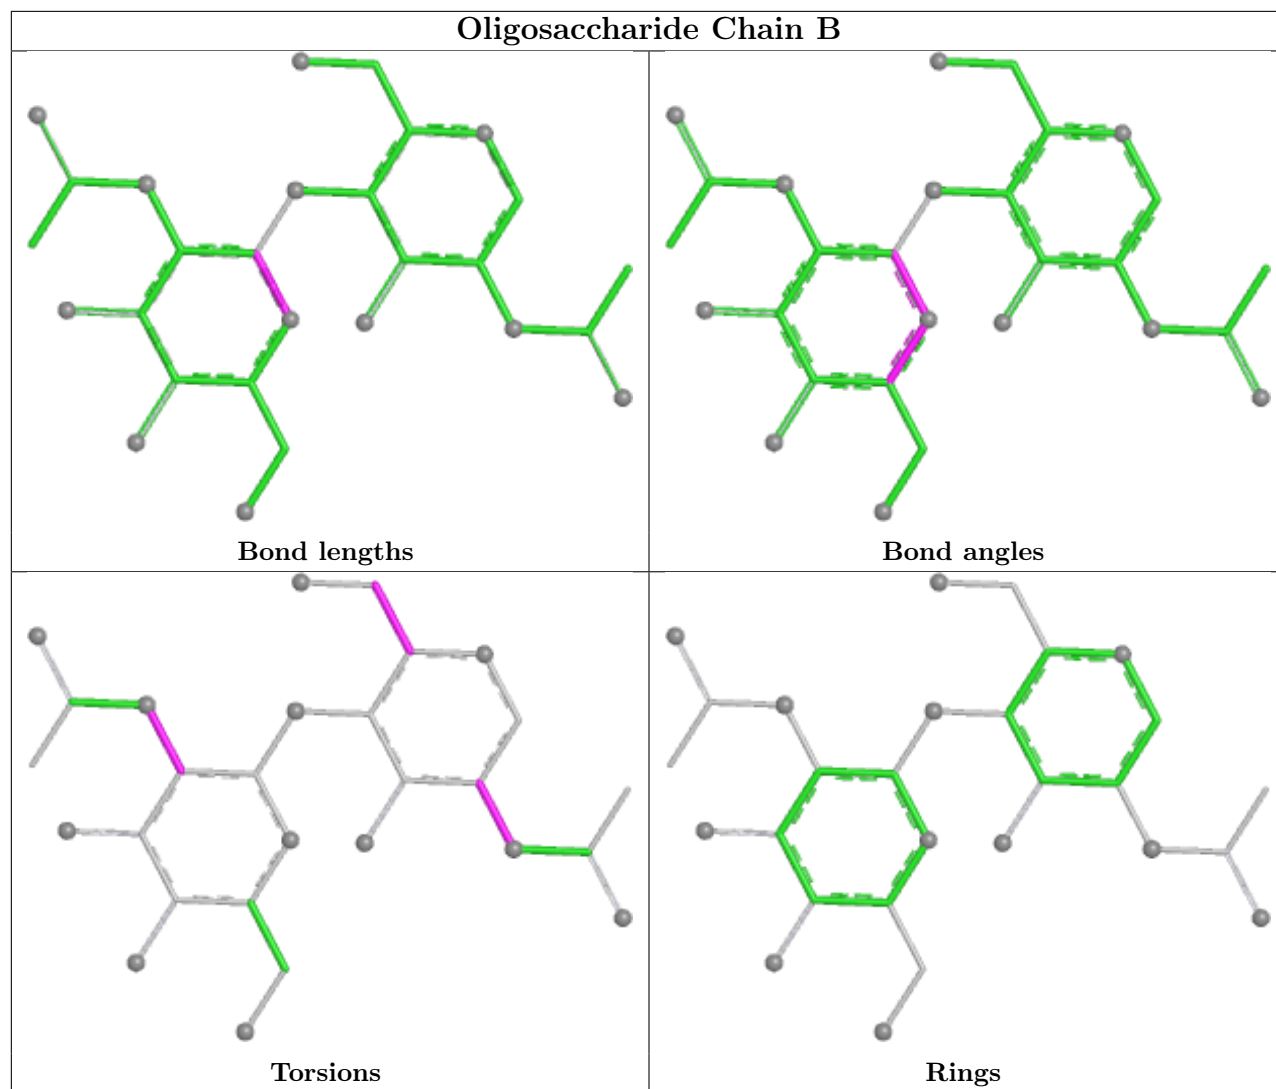 Oligosaccharide Chain B
Bond lengths
Bond angles
Torsions
Rings